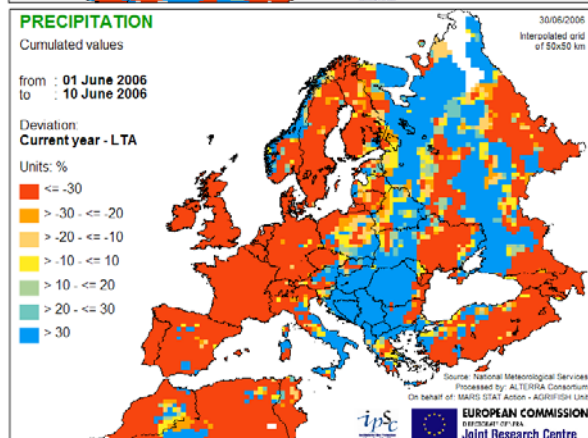 PRECIPITATION
30/06/2006
Cumulated values
Interpolated grid
of 50x50 km
from : 01 June 2006
to : 10 June 2006
Deviation:
Current year - LTA
Units: %
<= -30
> -30 - <= -20
> -20 - <= -10
> -10 - <= 10
> 10 - <= 20
> 20 - <= 30
> 30
Source: National Meteorological Services
Processed by: ALTERRA Consortium
On behalf of: MARS STAT Action - AGRIFISH Unit
ipsc
EUROPEAN COMMISSION
Joint Research Centre